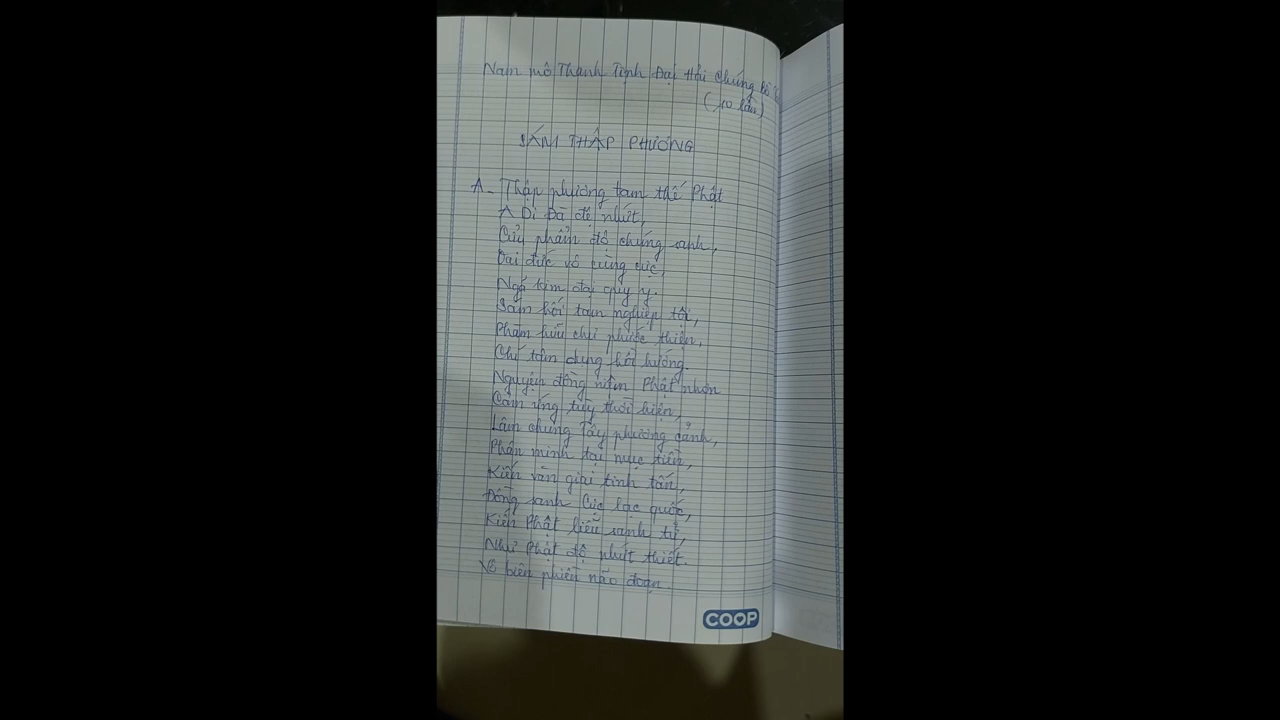 Nam mô Thanh Tịnh Đại Hải Chúng Bồ
(10 lần)
SÁM THẬP PHƯƠNG
A- Thập phương tam thế Phật
A Di Đà đệ nhứt,
Cửu phẩm độ chúng sanh,
Oai đức vô cùng cực,
Ngã kim đại quy y.
Sám hối tam nghiệp tội,
Phàm hữu chư phước thiện,
Chí tâm dụng hồi hướng.
Nguyện đồng niệm Phật nhơn
Cảm ứng tùy thời hiện,
Lâm chung Tây phương cảnh,
Phân minh tại mục tiền,
Kiến văn giai tinh tấn,
Đồng sanh Cực lạc quốc,
Kiến Phật liễu sanh tử,
Như Phật độ nhứt thiết.
Vô biên phiền não đoạn.
COOP